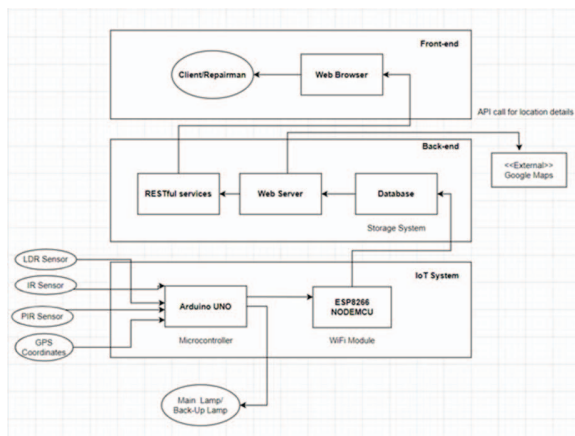 Front-end
Client/Repairman
Web Browser
API call for location details
Back-end
<<External>>
Google Maps
RESTful services
Web Server
Database
Storage System
LDR Sensor
IoT System
IR Sensor
Arduino UNO
ESP8266
NODEMCU
PIR Sensor
Microcontroller
WiFi Module
GPS
Coordinates
Main Lamp/
Back-Up Lamp